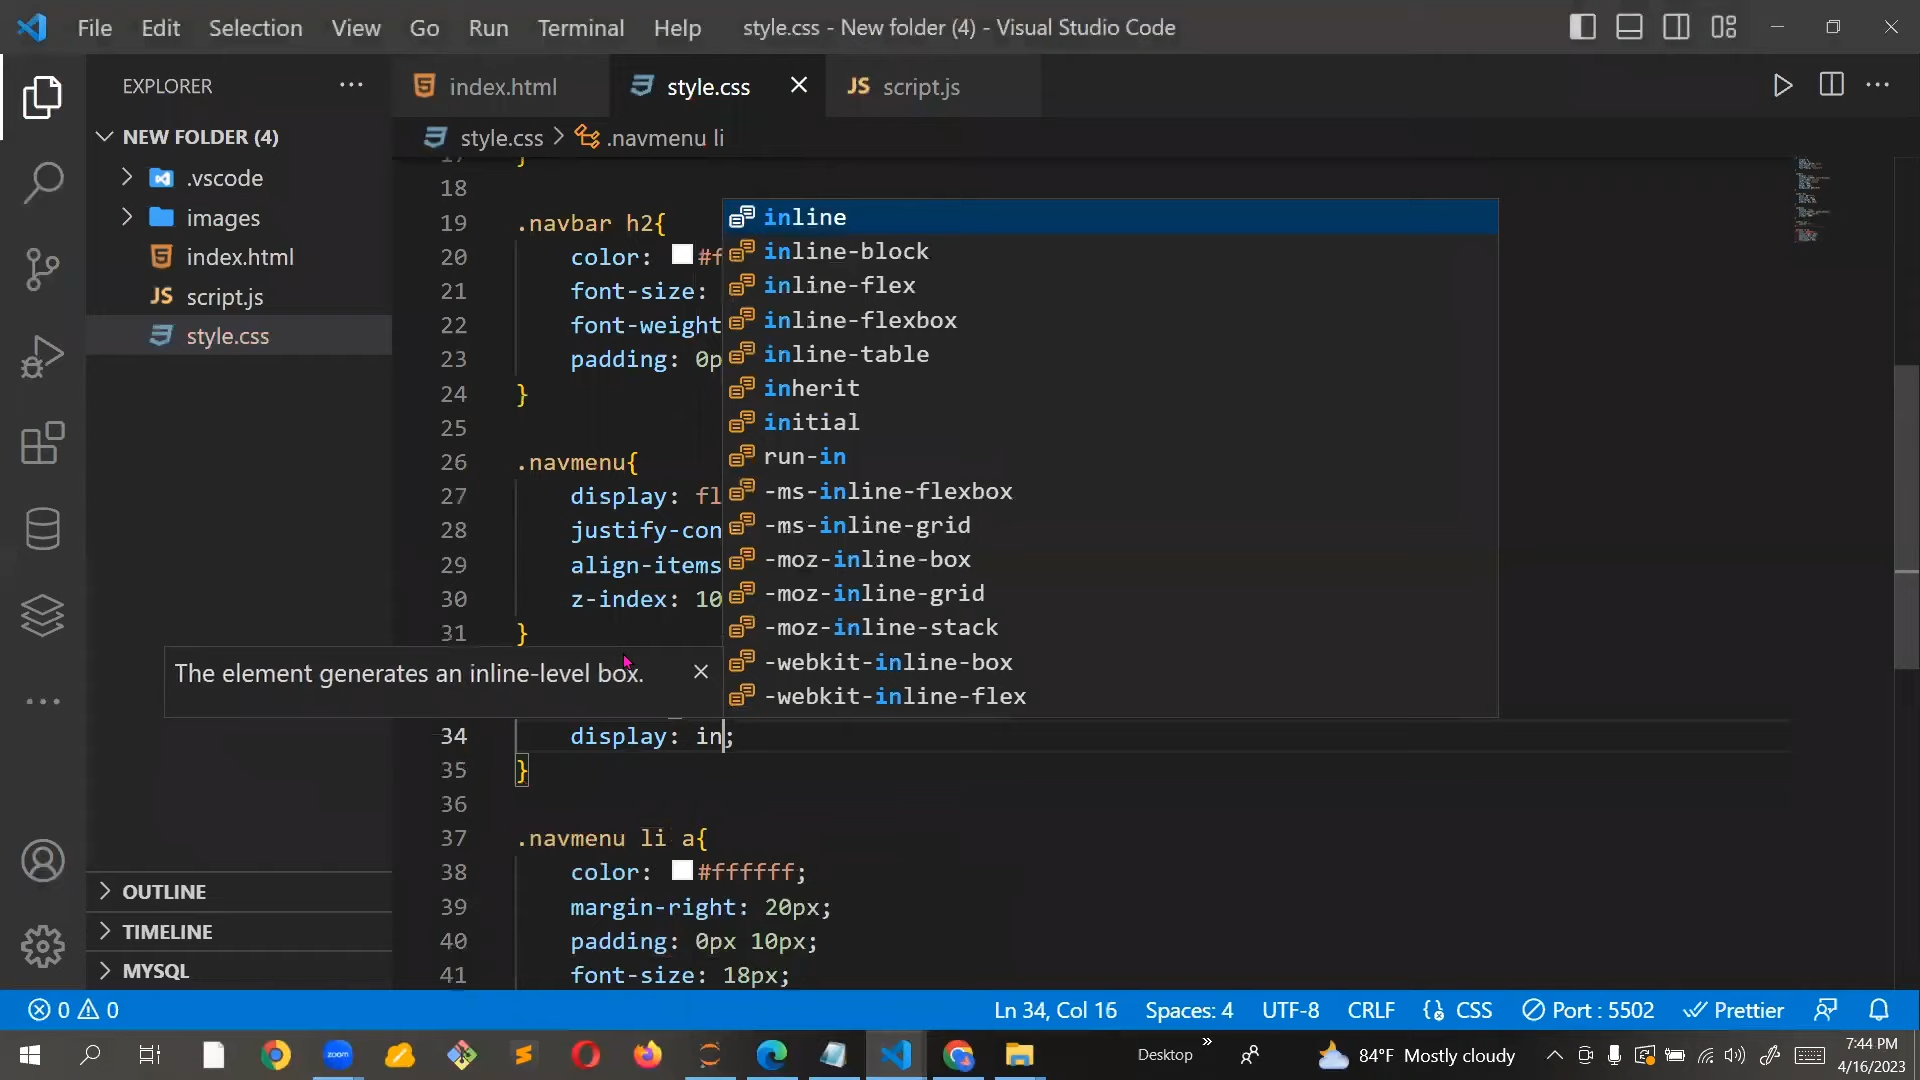 File Edit Selection View Go Run Terminal Help style.css - New folder (4) - Visual Studio Code
EXPLORER
index.html
style.css
JS script.js
NEW FOLDER (4)
style.css > .navmenu li
.vscode
images
index.html
JS script.js
style.css
18
19 .navbar h2{
20 color: #f
21 font-size:
22 font-weight
23 padding: 0p
24 }
25
26 .navmenu{
27 display: fl
28 justify-con
29 align-items
30 z-index: 10
31 }
inline
inline-block
inline-flex
inline-flexbox
inline-table
inherit
initial
run-in
-ms-inline-flexbox
-ms-inline-grid
-moz-inline-box
-moz-inline-grid
-moz-inline-stack
-webkit-inline-box
-webkit-inline-flex
The element generates an inline-level box.
34 display: in;
35 }
36
37 .navmenu li a{
38 color: #ffffff;
39 margin-right: 20px;
40 padding: 0px 10px;
41 font-size: 18px;
OUTLINE
TIMELINE
MYSQL
0 0
Ln 34, Col 16 Spaces: 4 UTF-8 CRLF {} CSS Port : 5502 Prettier
zoom
Desktop
84°F Mostly cloudy
7:44 PM
4/16/2023